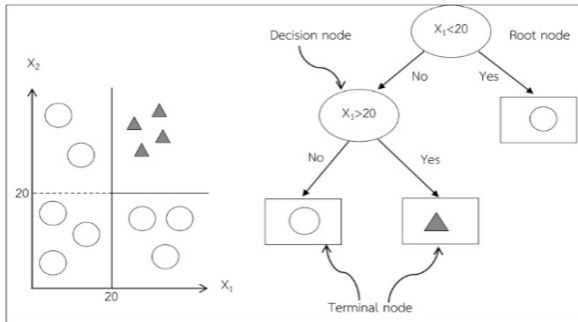 X₂
20
20
X₁
X₁<20
Root node
Decision node
No
Yes
X₁>20
No
Yes
Terminal node